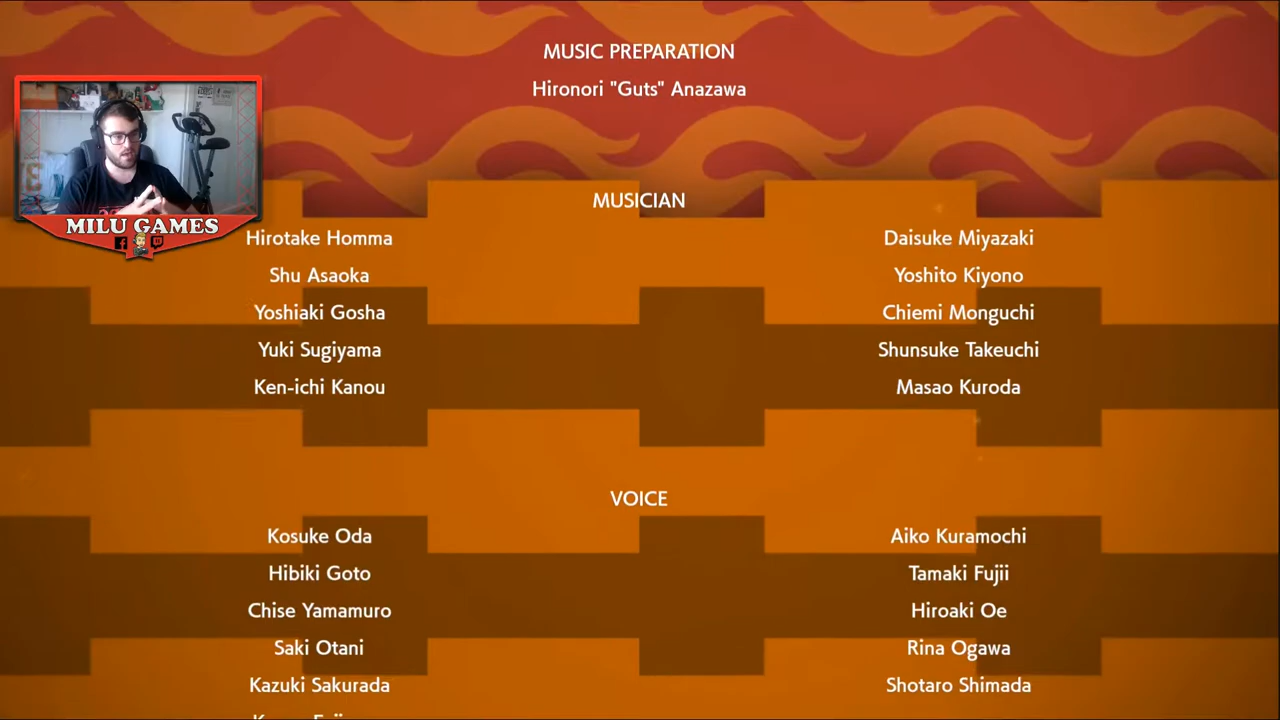 MUSIC PREPARATION
Hironori "Guts" Anazawa
MILU GAMES
MUSICIAN
Hirotake Homma
Daisuke Miyazaki
Shu Asaoka
Yoshito Kiyono
Yoshiaki Gosha
Chiemi Monguchi
Yuki Sugiyama
Shunsuke Takeuchi
Ken-ichi Kanou
Masao Kuroda
VOICE
Kosuke Oda
Aiko Kuramochi
Hibiki Goto
Tamaki Fujii
Chise Yamamuro
Hiroaki Oe
Saki Otani
Rina Ogawa
Kazuki Sakurada
Shotaro Shimada